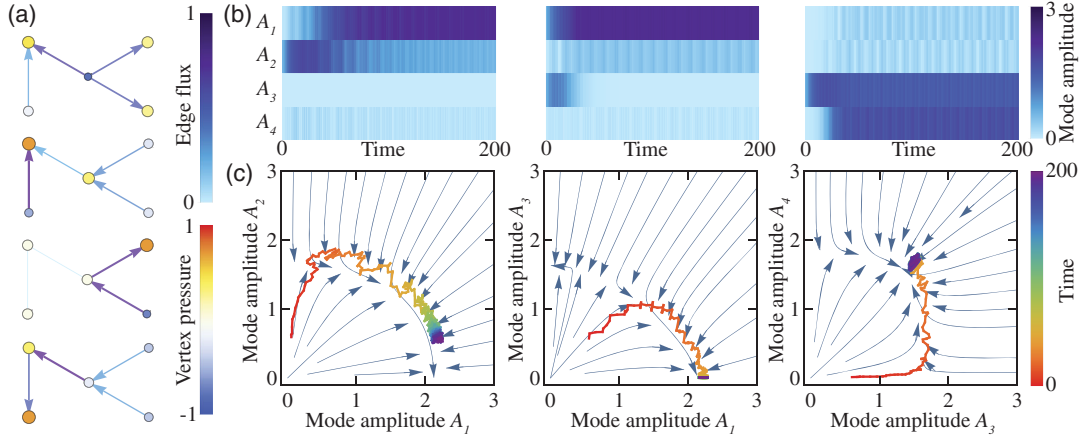 (a)
1
Edge flux
0
1
Vertex pressure
-1
(b)
A1
A2
A3
A4
0 Time 200
0 Time 200
0 Time 200
3
Mode amplitude
0
(c)
3
2
1
0
Mode amplitude A2
0 1 2 3
Mode amplitude A1
3
2
1
0
Mode amplitude A3
0 1 2 3
Mode amplitude A1
3
2
1
0
Mode amplitude A4
0 1 2 3
Mode amplitude A3
200
Time
0